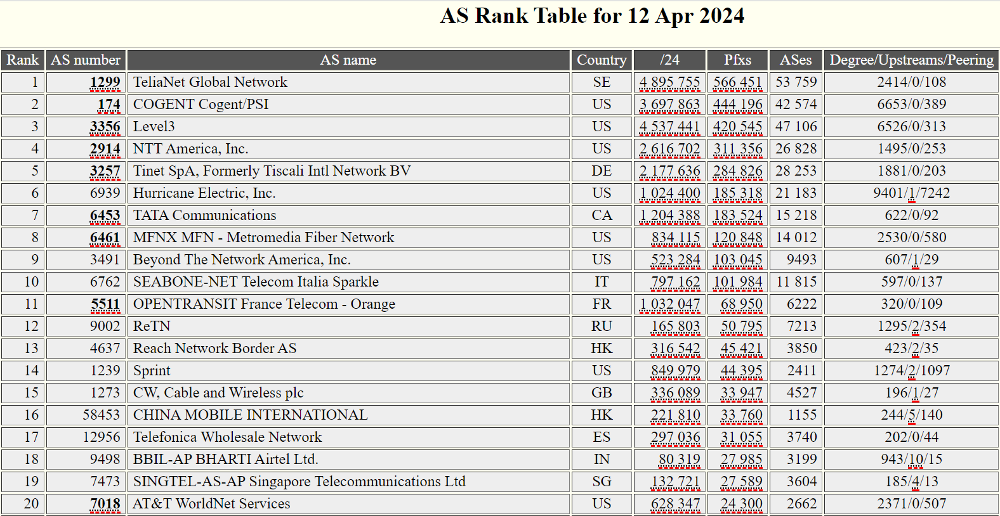 AS Rank Table for 12 Apr 2024
Rank AS number AS name Country /24 Pfxs ASes Degree/Upstreams/Peering
1 1299 TeliaNet Global Network SE 4 895 755 566 451 53 759 2414/0/108
2 174 COGENT Cogent/PSI US 3 697 863 444 196 42 574 6653/0/389
3 3356 Level3 US 4 537 441 420 545 47 106 6526/0/313
4 2914 NTT America, Inc. US 2 616 702 311 356 26 828 1495/0/253
5 3257 Tinet SpA, Formerly Tiscali Intl Network BV DE 2 177 636 284 826 28 253 1881/0/203
6 6939 Hurricane Electric, Inc. US 1 024 400 185 318 21 183 9401/1/7242
7 6453 TATA Communications CA 1 204 388 183 524 15 218 622/0/92
8 6461 MFNX MFN - Metromedia Fiber Network US 834 115 120 848 14 012 2530/0/580
9 3491 Beyond The Network America, Inc. US 523 284 103 045 9493 607/1/29
10 6762 SEABONE-NET Telecom Italia Sparkle IT 797 162 101 984 11 815 597/0/137
11 5511 OPENTRANSIT France Telecom - Orange FR 1 032 047 68 950 6222 320/0/109
12 9002 ReTN RU 165 803 50 795 7213 1295/2/354
13 4637 Reach Network Border AS HK 316 542 45 421 3850 423/2/35
14 1239 Sprint US 849 979 44 395 2411 1274/2/1097
15 1273 CW, Cable and Wireless plc GB 336 089 33 947 4527 196/1/27
16 58453 CHINA MOBILE INTERNATIONAL HK 221 810 33 760 1155 244/5/140
17 12956 Telefonica Wholesale Network ES 297 036 31 055 3740 202/0/44
18 9498 BBIL-AP BHARTI Airtel Ltd. IN 80 319 27 985 3199 943/10/15
19 7473 SINGTEL-AS-AP Singapore Telecommunications Ltd SG 132 721 27 589 3604 185/4/13
20 7018 AT&T WorldNet Services US 628 347 24 300 2662 2371/0/507